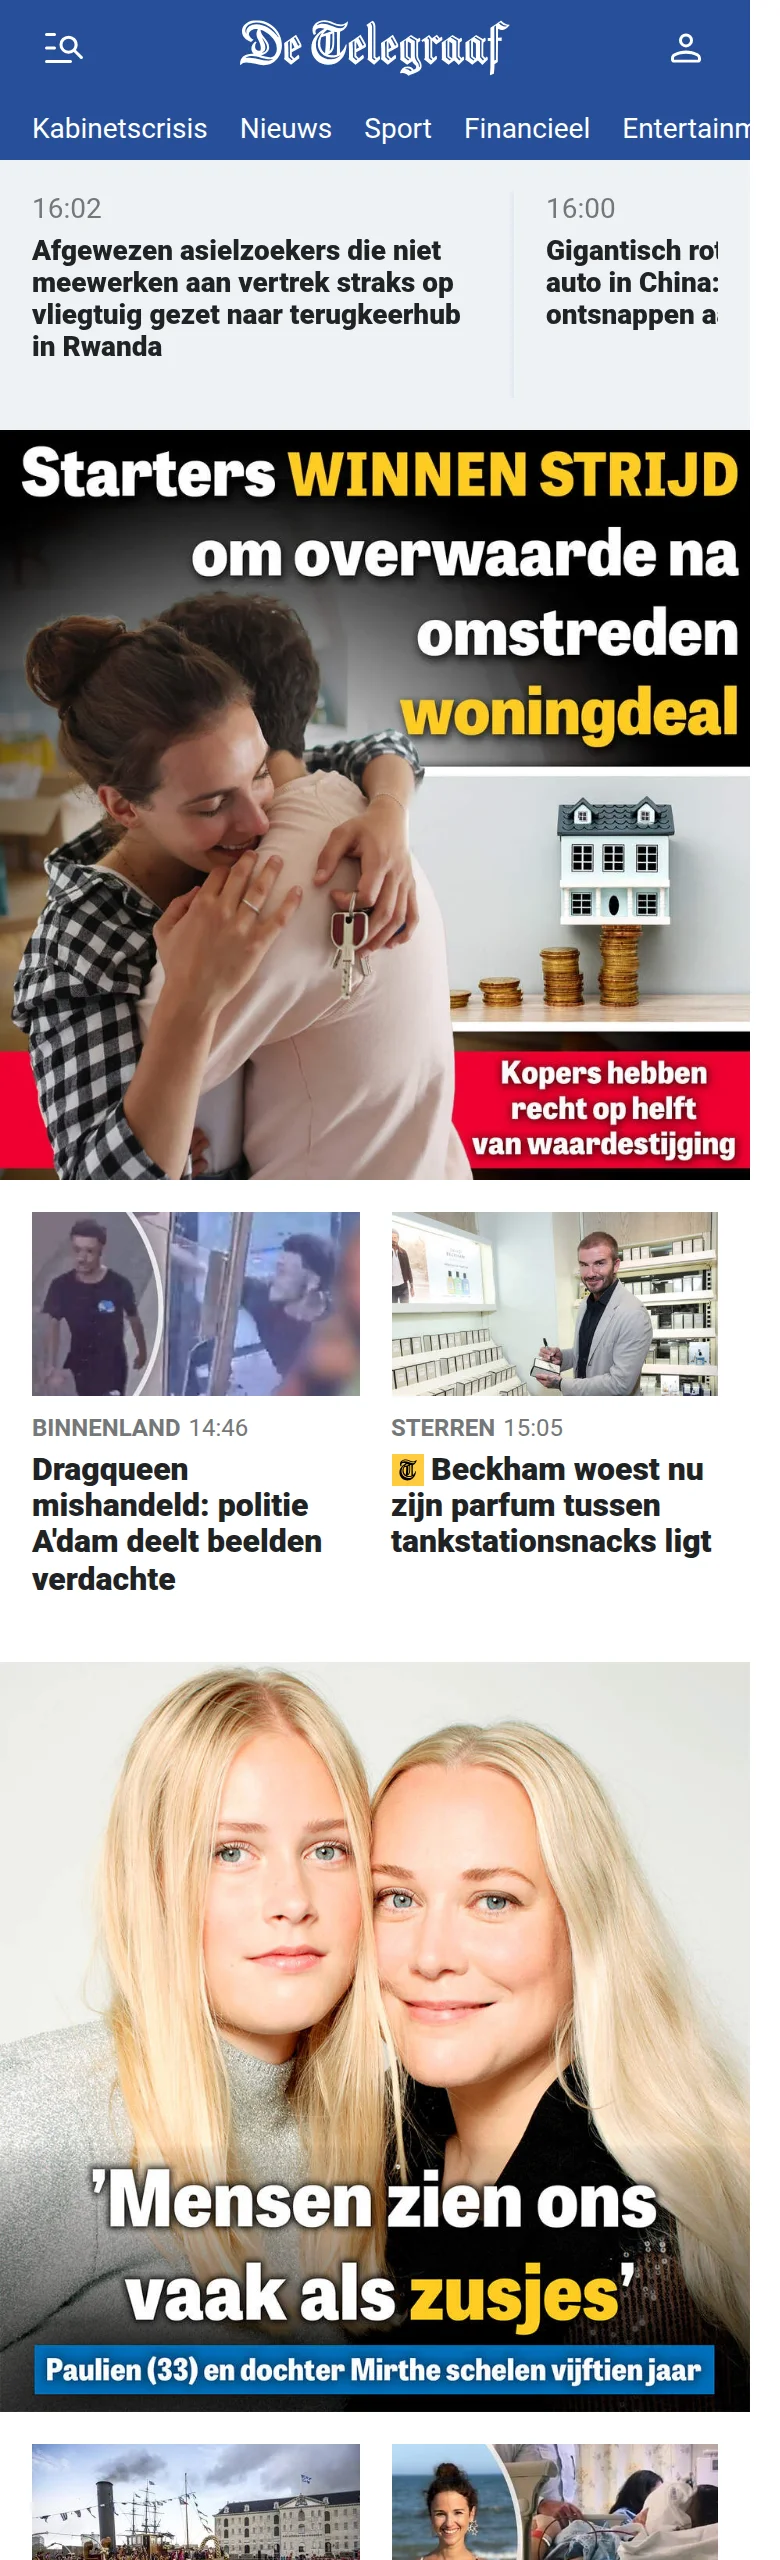 De Telegraaf
Kabinetscrisis Nieuws Sport Financieel Entertainm
16:02
Afgewezen asielzoekers die niet
meewerken aan vertrek straks op
vliegtuig gezet naar terugkeerhub
in Rwanda
16:00
Gigantisch rot
auto in China:
ontsnappen a
Starters WINNEN STRIJD
om overwaarde na
omstreden
woningdeal
Kopers hebben
recht op helft
van waardestijging
BINNENLAND 14:46
Dragqueen
mishandeld: politie
A'dam deelt beelden
verdachte
STERREN 15:05
T Beckham woest nu
zijn parfum tussen
tankstationsnacks ligt
’Mensen zien ons
vaak als zusjes’
Paulien (33) en dochter Mirthe schelen vijftien jaar